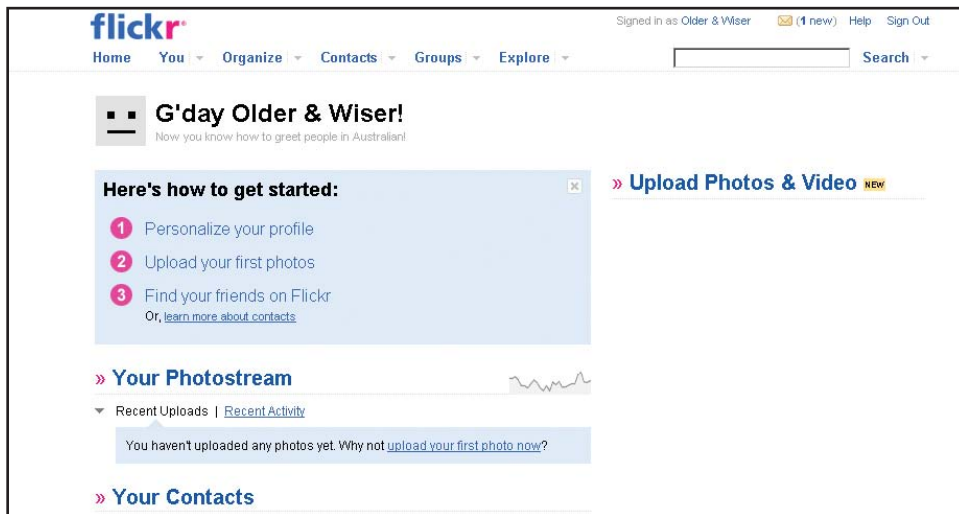 flickr
Signed in as Older & Wiser (1 new) Help Sign Out
Home You Organize Contacts Groups Explore Search
G'day Older & Wiser!
Now you know how to greet people in Australian!
Here's how to get started:
1 Personalize your profile
2 Upload your first photos
3 Find your friends on Flickr
Or, learn more about contacts
» Upload Photos & Video NEW
» Your Photostream
Recent Uploads | Recent Activity
You haven't uploaded any photos yet. Why not upload your first photo now?
» Your Contacts